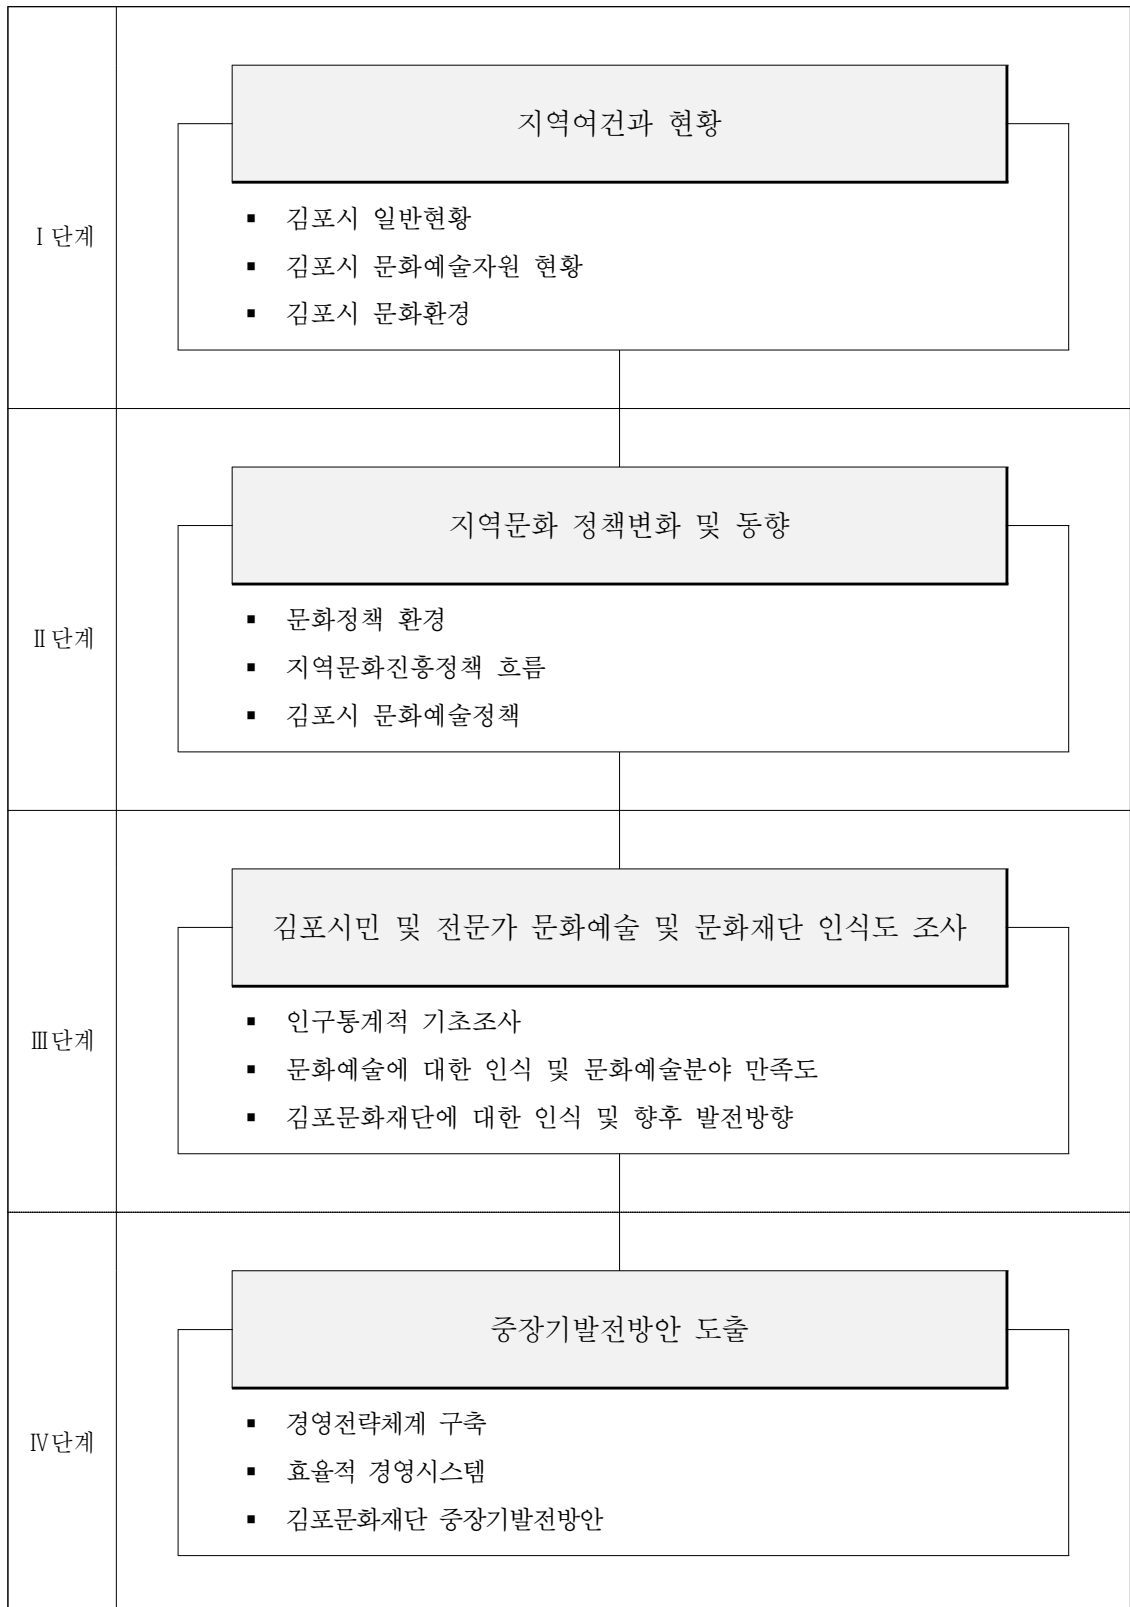 지역여건과 현황
Ⅰ단계
▪ 김포시 일반현황
▪ 김포시 문화예술자원 현황
▪ 김포시 문화환경
지역문화 정책변화 및 동향
Ⅱ단계
▪ 문화정책 환경
▪ 지역문화진흥정책 흐름
▪ 김포시 문화예술정책
김포시민 및 전문가 문화예술 및 문화재단 인식도 조사
Ⅲ단계
▪ 인구통계적 기초조사
▪ 문화예술에 대한 인식 및 문화예술분야 만족도
▪ 김포문화재단에 대한 인식 및 향후 발전방향
중장기발전방안 도출
Ⅳ단계
▪ 경영전략체계 구축
▪ 효율적 경영시스템
▪ 김포문화재단 중장기발전방안